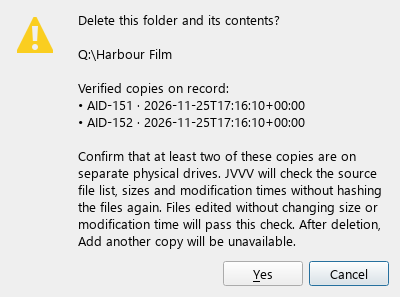 Delete this folder and its contents?
Q:\Harbour Film
Verified copies on record:
• AID-151 · 2026-11-25T17:16:10+00:00
• AID-152 · 2026-11-25T17:16:10+00:00
Confirm that at least two of these copies are on
separate physical drives. JVVV will check the source
file list, sizes and modification times without hashing
the files again. Files edited without changing size or
modification time will pass this check. After deletion,
Add another copy will be unavailable.
Yes
Cancel